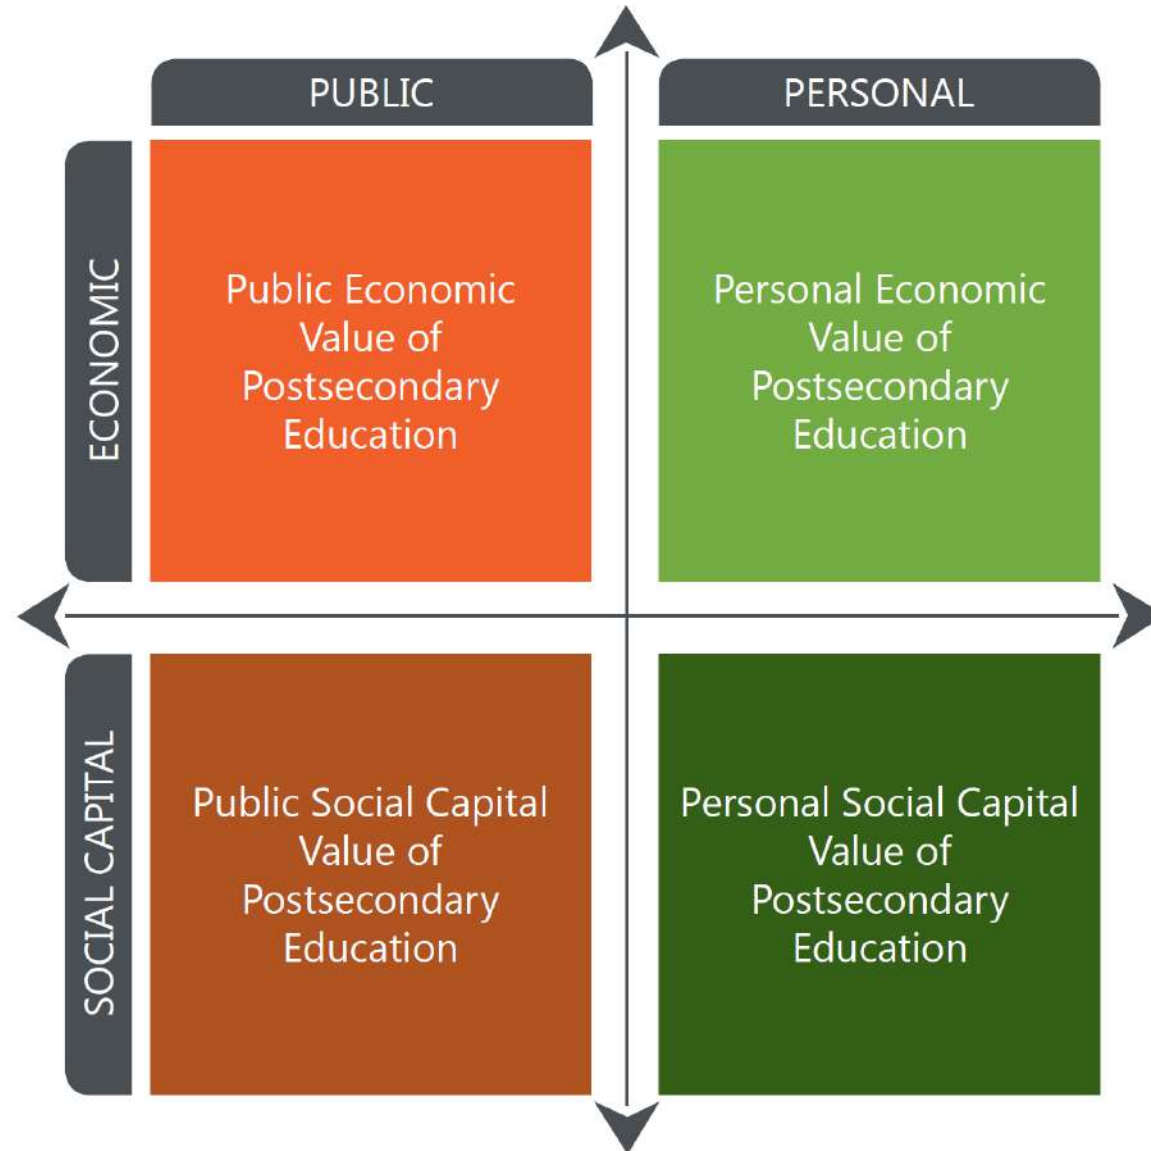 PUBLIC
PERSONAL
ECONOMIC
Public Economic
Value of
Postsecondary
Education
Personal Economic
Value of
Postsecondary
Education
SOCIAL CAPITAL
Public Social Capital
Value of
Postsecondary
Education
Personal Social Capital
Value of
Postsecondary
Education